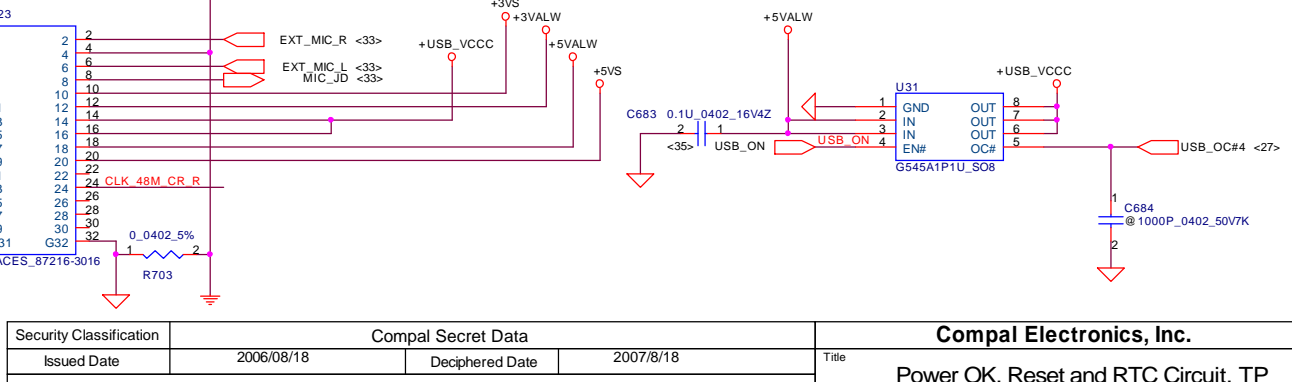 23
+3VS
+3VALW
+USB_VCCC
+5VALW
+5VS
2 2 EXT_MIC_R <33>
4 4
6 6 EXT_MIC_L <33>
8 8 MIC_JD <33>
10 10
12 12
14 14
16 16
18 18
20 20
22 22
24 24 CLK_48M_CR_R
26 26
28 28
30 30
31 G32 32
ACES_87216-3016
0_0402_5%
1 2
R703
+5VALW
+USB_VCCC
U31
C683 0.1U_0402_16V4Z
2 1
<35> USB_ON USB_ON
1 GND OUT 8
2 IN OUT 7
3 IN OUT 6
4 EN# OC# 5
G545A1P1U_SO8
USB_OC#4 <27>
1
C684
@ 1000P_0402_50V7K
2
Security Classification Compal Secret Data Compal Electronics, Inc.
Issued Date 2006/08/18 Deciphered Date 2007/8/18 Title
Power OK, Reset and RTC Circuit, TP